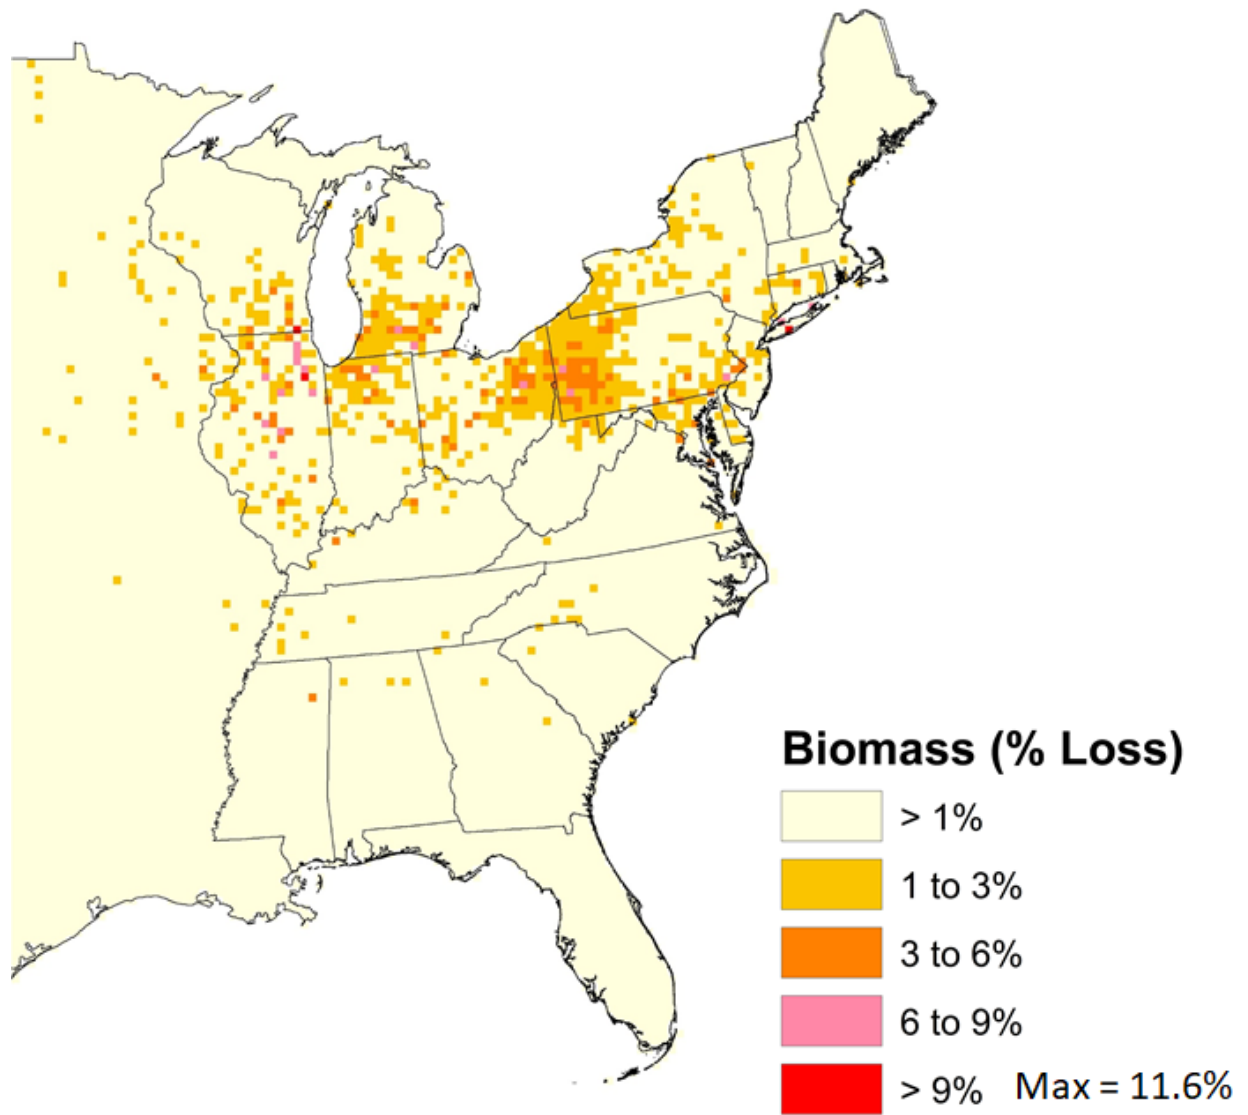 Biomass (% Loss)
> 1%
1 to 3%
3 to 6%
6 to 9%
> 9% Max = 11.6%